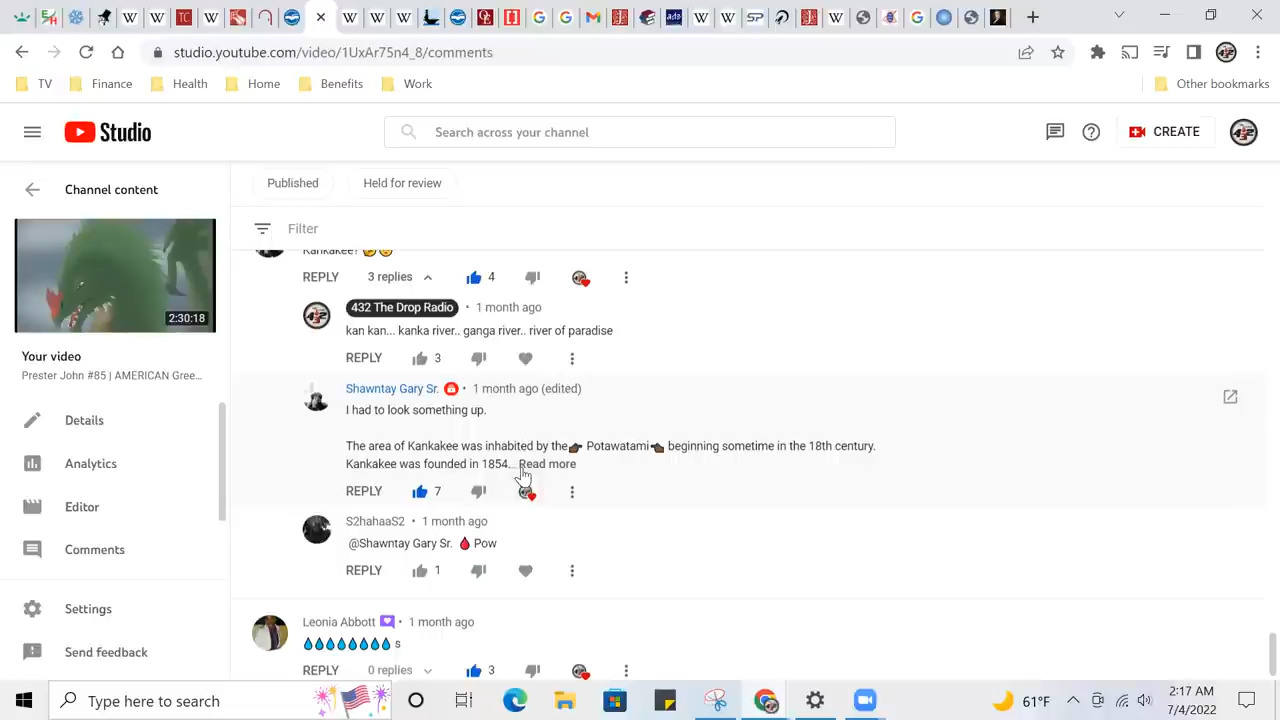 studio.youtube.com/video/1UxAr75n4_8/comments
TV Finance Health Home Benefits Work Other bookmarks
Studio
Search across your channel
CREATE
Channel content
2:30:18
Your video
Prester John #85 | AMERICAN Gree...
Details
Analytics
Editor
Comments
Settings
Send feedback
Published Held for review
Filter
Kankakee?
REPLY 3 replies 4
432 The Drop Radio • 1 month ago
kan kan... kanka river.. ganga river.. river of paradise
REPLY 3
Shawntay Gary Sr. • 1 month ago (edited)
I had to look something up.
The area of Kankakee was inhabited by the👉🏿 Potawatami👈🏿 beginning sometime in the 18th century.
Kankakee was founded in 1854... Read more
REPLY 7
S2hahaaS2 • 1 month ago
@Shawntay Gary Sr. 🩸 Pow
REPLY 1
Leonia Abbott • 1 month ago
💧💧💧💧💧💧💧💧 s
REPLY 0 replies 3
Type here to search
61°F
2:17 AM
7/4/2022